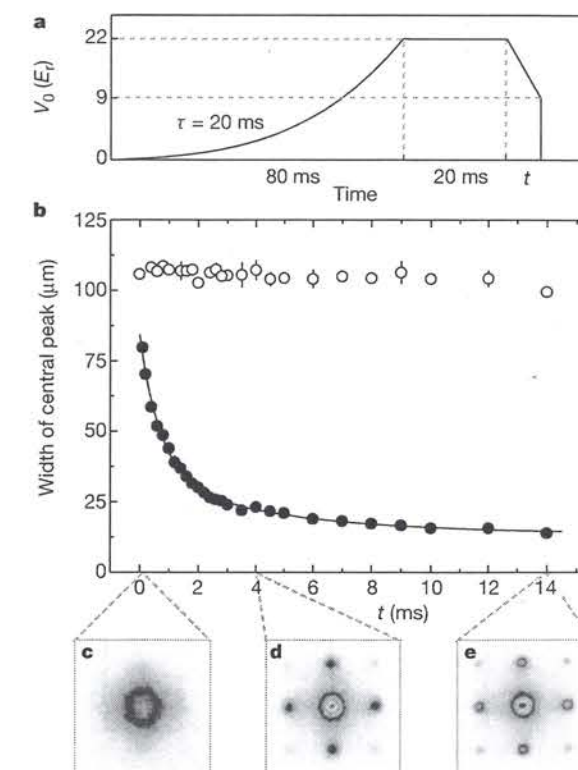 a
V₀ (Eᵣ)
22
9
0
τ = 20 ms
80 ms
20 ms
t
Time
b
Width of central peak (μm)
125
100
75
50
25
0
0 2 4 6 8 10 12 14
t (ms)
c
d
e